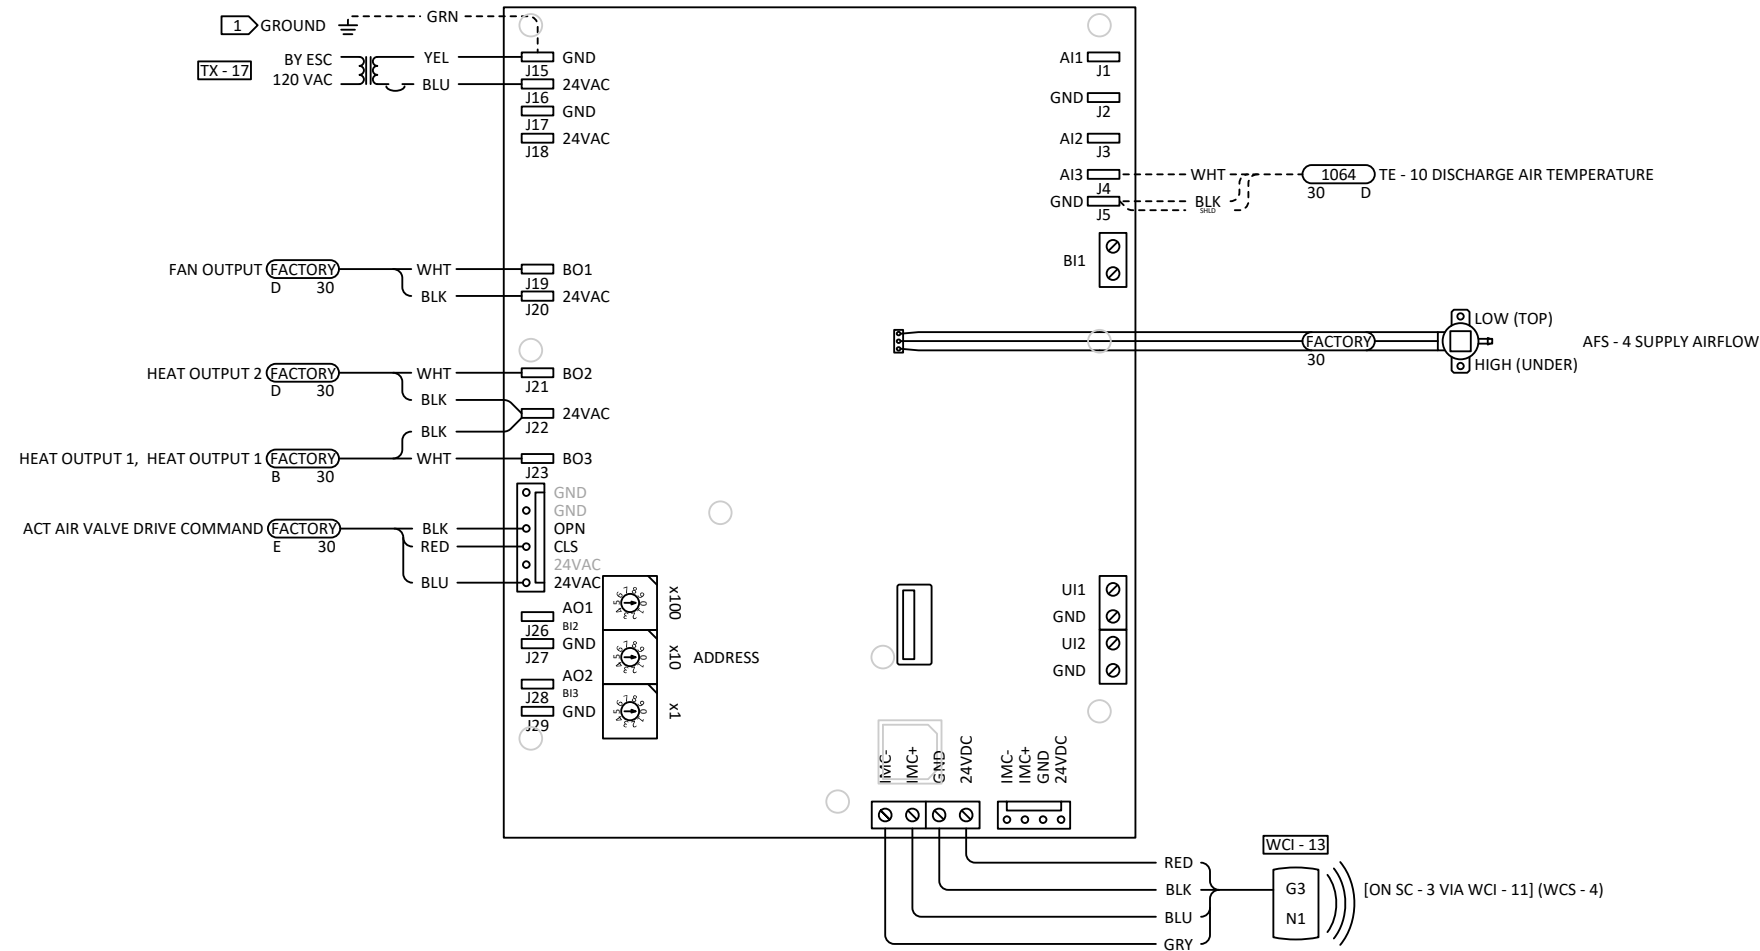 1 GROUND
GRN
BY ESC
120 VAC
TX - 17
YEL
BLU
GND
J15
24VAC
J16
GND
J17
24VAC
J18
FAN OUTPUT FACTORY
D 30
WHT
BLK
BO1
J19
24VAC
J20
HEAT OUTPUT 2 FACTORY
D 30
WHT
BLK
BO2
J21
24VAC
J22
HEAT OUTPUT 1, HEAT OUTPUT 1 FACTORY
B 30
BLK
WHT
BO3
J23
GND
GND
ACT AIR VALVE DRIVE COMMAND FACTORY
E 30
BLK
RED
BLU
OPN
CLS
24VAC
24VAC
AO1
J26 BI2
GND
J27
AO2
J28 BI3
GND
J29
x100
x10
x1
ADDRESS
AI1
J1
GND
J2
AI2
J3
AI3
J4
GND
J5
WHT
BLK
SHLD
1064 TE - 10 DISCHARGE AIR TEMPERATURE
30 D
BI1
FACTORY
30
LOW (TOP)
HIGH (UNDER)
AFS - 4 SUPPLY AIRFLOW
UI1
GND
UI2
GND
IMC-
IMC+
GND
24VDC
IMC-
IMC+
GND
24VDC
RED
BLK
BLU
GRY
WCI - 13
G3
N1
[ON SC - 3 VIA WCI - 11] (WCS - 4)